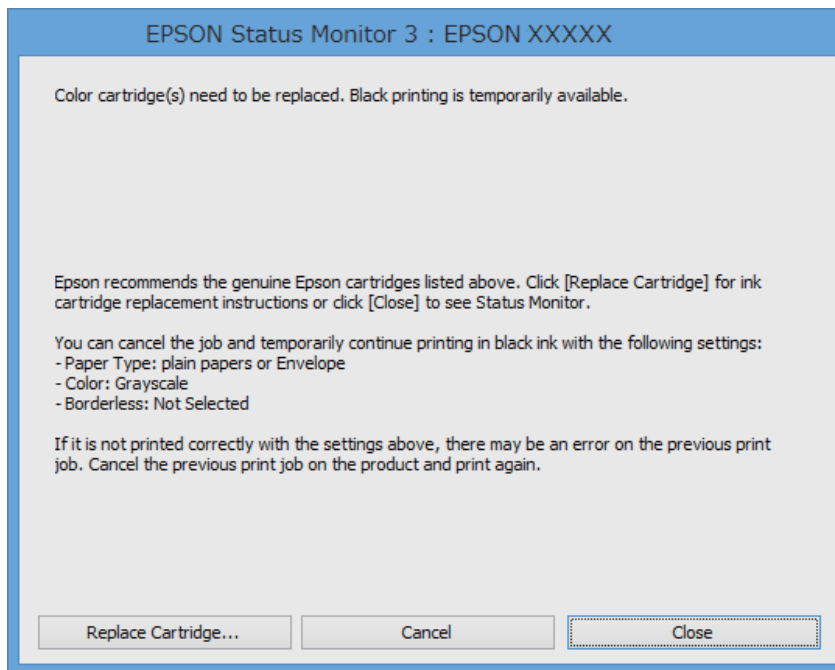 EPSON Status Monitor 3 : EPSON XXXXX
Color cartridge(s) need to be replaced. Black printing is temporarily available.
Epson recommends the genuine Epson cartridges listed above. Click [Replace Cartridge] for ink
cartridge replacement instructions or click [Close] to see Status Monitor.
You can cancel the job and temporarily continue printing in black ink with the following settings:
- Paper Type: plain papers or Envelope
- Color: Grayscale
- Borderless: Not Selected
If it is not printed correctly with the settings above, there may be an error on the previous print
job. Cancel the previous print job on the product and print again.
Replace Cartridge... Cancel Close